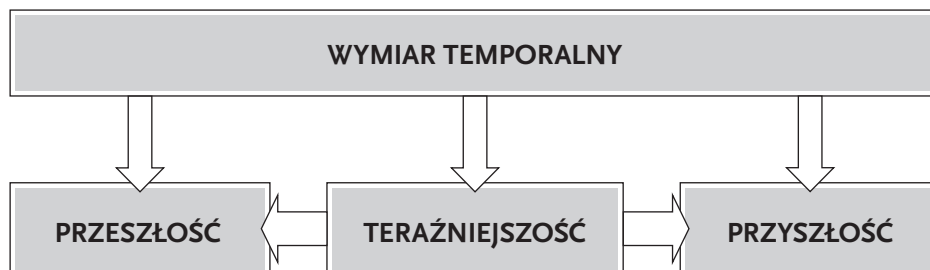 WYMIAR TEMPORALNY
PRZESZŁOŚĆ TERAŹNIEJSZOŚĆ PRZYSZŁOŚĆ